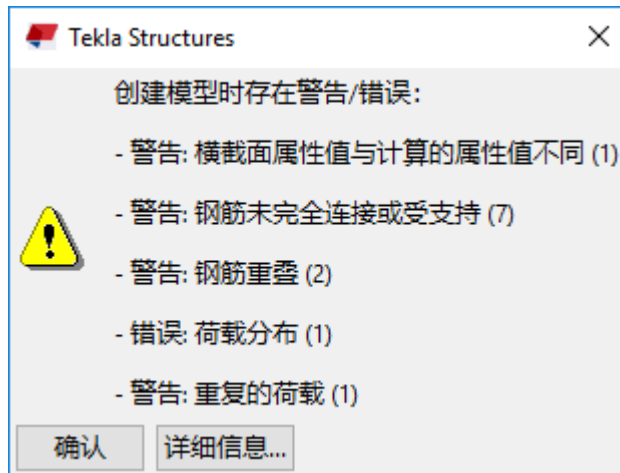 Tekla Structures
创建模型时存在警告/错误:
- 警告: 横截面属性值与计算的属性值不同 (1)
- 警告: 钢筋未完全连接或受支持 (7)
- 警告: 钢筋重叠 (2)
- 错误: 荷载分布 (1)
- 警告: 重复的荷载 (1)
确认 详细信息...